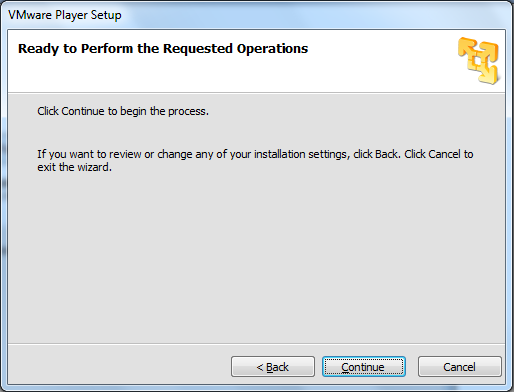 VMware Player Setup
Ready to Perform the Requested Operations
Click Continue to begin the process.
If you want to review or change any of your installation settings, click Back. Click Cancel to
exit the wizard.
< Back
Continue
Cancel